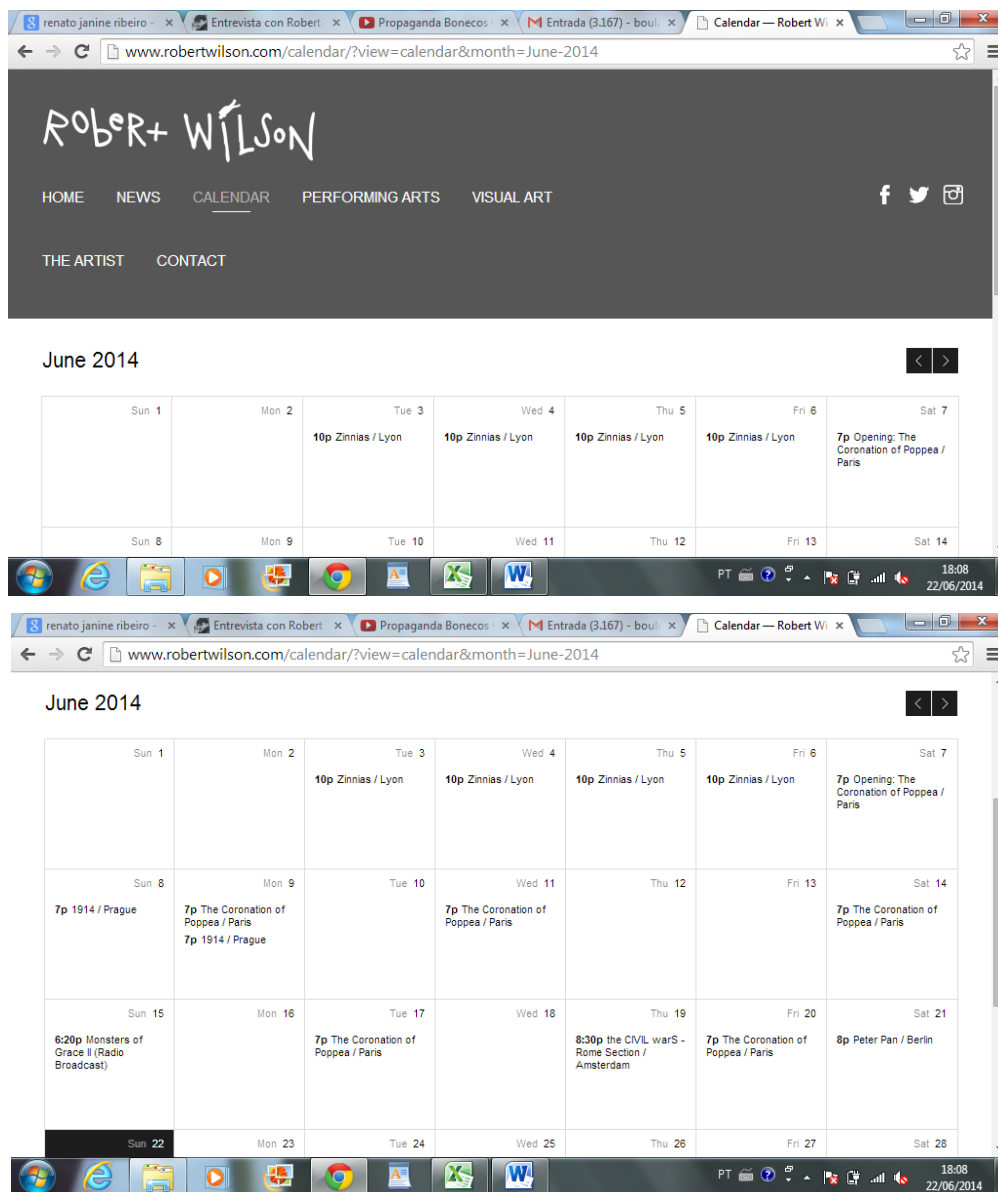 renato janine ribeiro - Entrevista con Robert Propaganda Bonecos Entrada (3.167) - boul Calendar — Robert Wi
www.robertwilson.com/calendar/?view=calendar&month=June-2014
RobeRt WiLSoN
HOME NEWS CALENDAR PERFORMING ARTS VISUAL ART
THE ARTIST CONTACT
June 2014
Sun 1 Mon 2 Tue 3 Wed 4 Thu 5 Fri 6 Sat 7
10p Zinnias / Lyon 10p Zinnias / Lyon 10p Zinnias / Lyon 10p Zinnias / Lyon 7p Opening: The
Coronation of Poppea /
Paris
Sun 8 Mon 9 Tue 10 Wed 11 Thu 12 Fri 13 Sat 14
PT 18:08
22/06/2014
renato janine ribeiro - Entrevista con Robert Propaganda Bonecos Entrada (3.167) - boul Calendar — Robert Wi
www.robertwilson.com/calendar/?view=calendar&month=June-2014
June 2014
Sun 1 Mon 2 Tue 3 Wed 4 Thu 5 Fri 6 Sat 7
10p Zinnias / Lyon 10p Zinnias / Lyon 10p Zinnias / Lyon 10p Zinnias / Lyon 7p Opening: The
Coronation of Poppea /
Paris
Sun 8 Mon 9 Tue 10 Wed 11 Thu 12 Fri 13 Sat 14
7p 1914 / Prague 7p The Coronation of 7p The Coronation of 7p The Coronation of
Poppea / Paris Poppea / Paris Poppea / Paris
7p 1914 / Prague
Sun 15 Mon 16 Tue 17 Wed 18 Thu 19 Fri 20 Sat 21
6:20p Monsters of 7p The Coronation of 8:30p the CIVIL warS - 7p The Coronation of 8p Peter Pan / Berlin
Grace II (Radio Poppea / Paris Rome Section / Poppea / Paris
Broadcast) Amsterdam
Sun 22 Mon 23 Tue 24 Wed 25 Thu 26 Fri 27 Sat 28
PT 18:08
22/06/2014